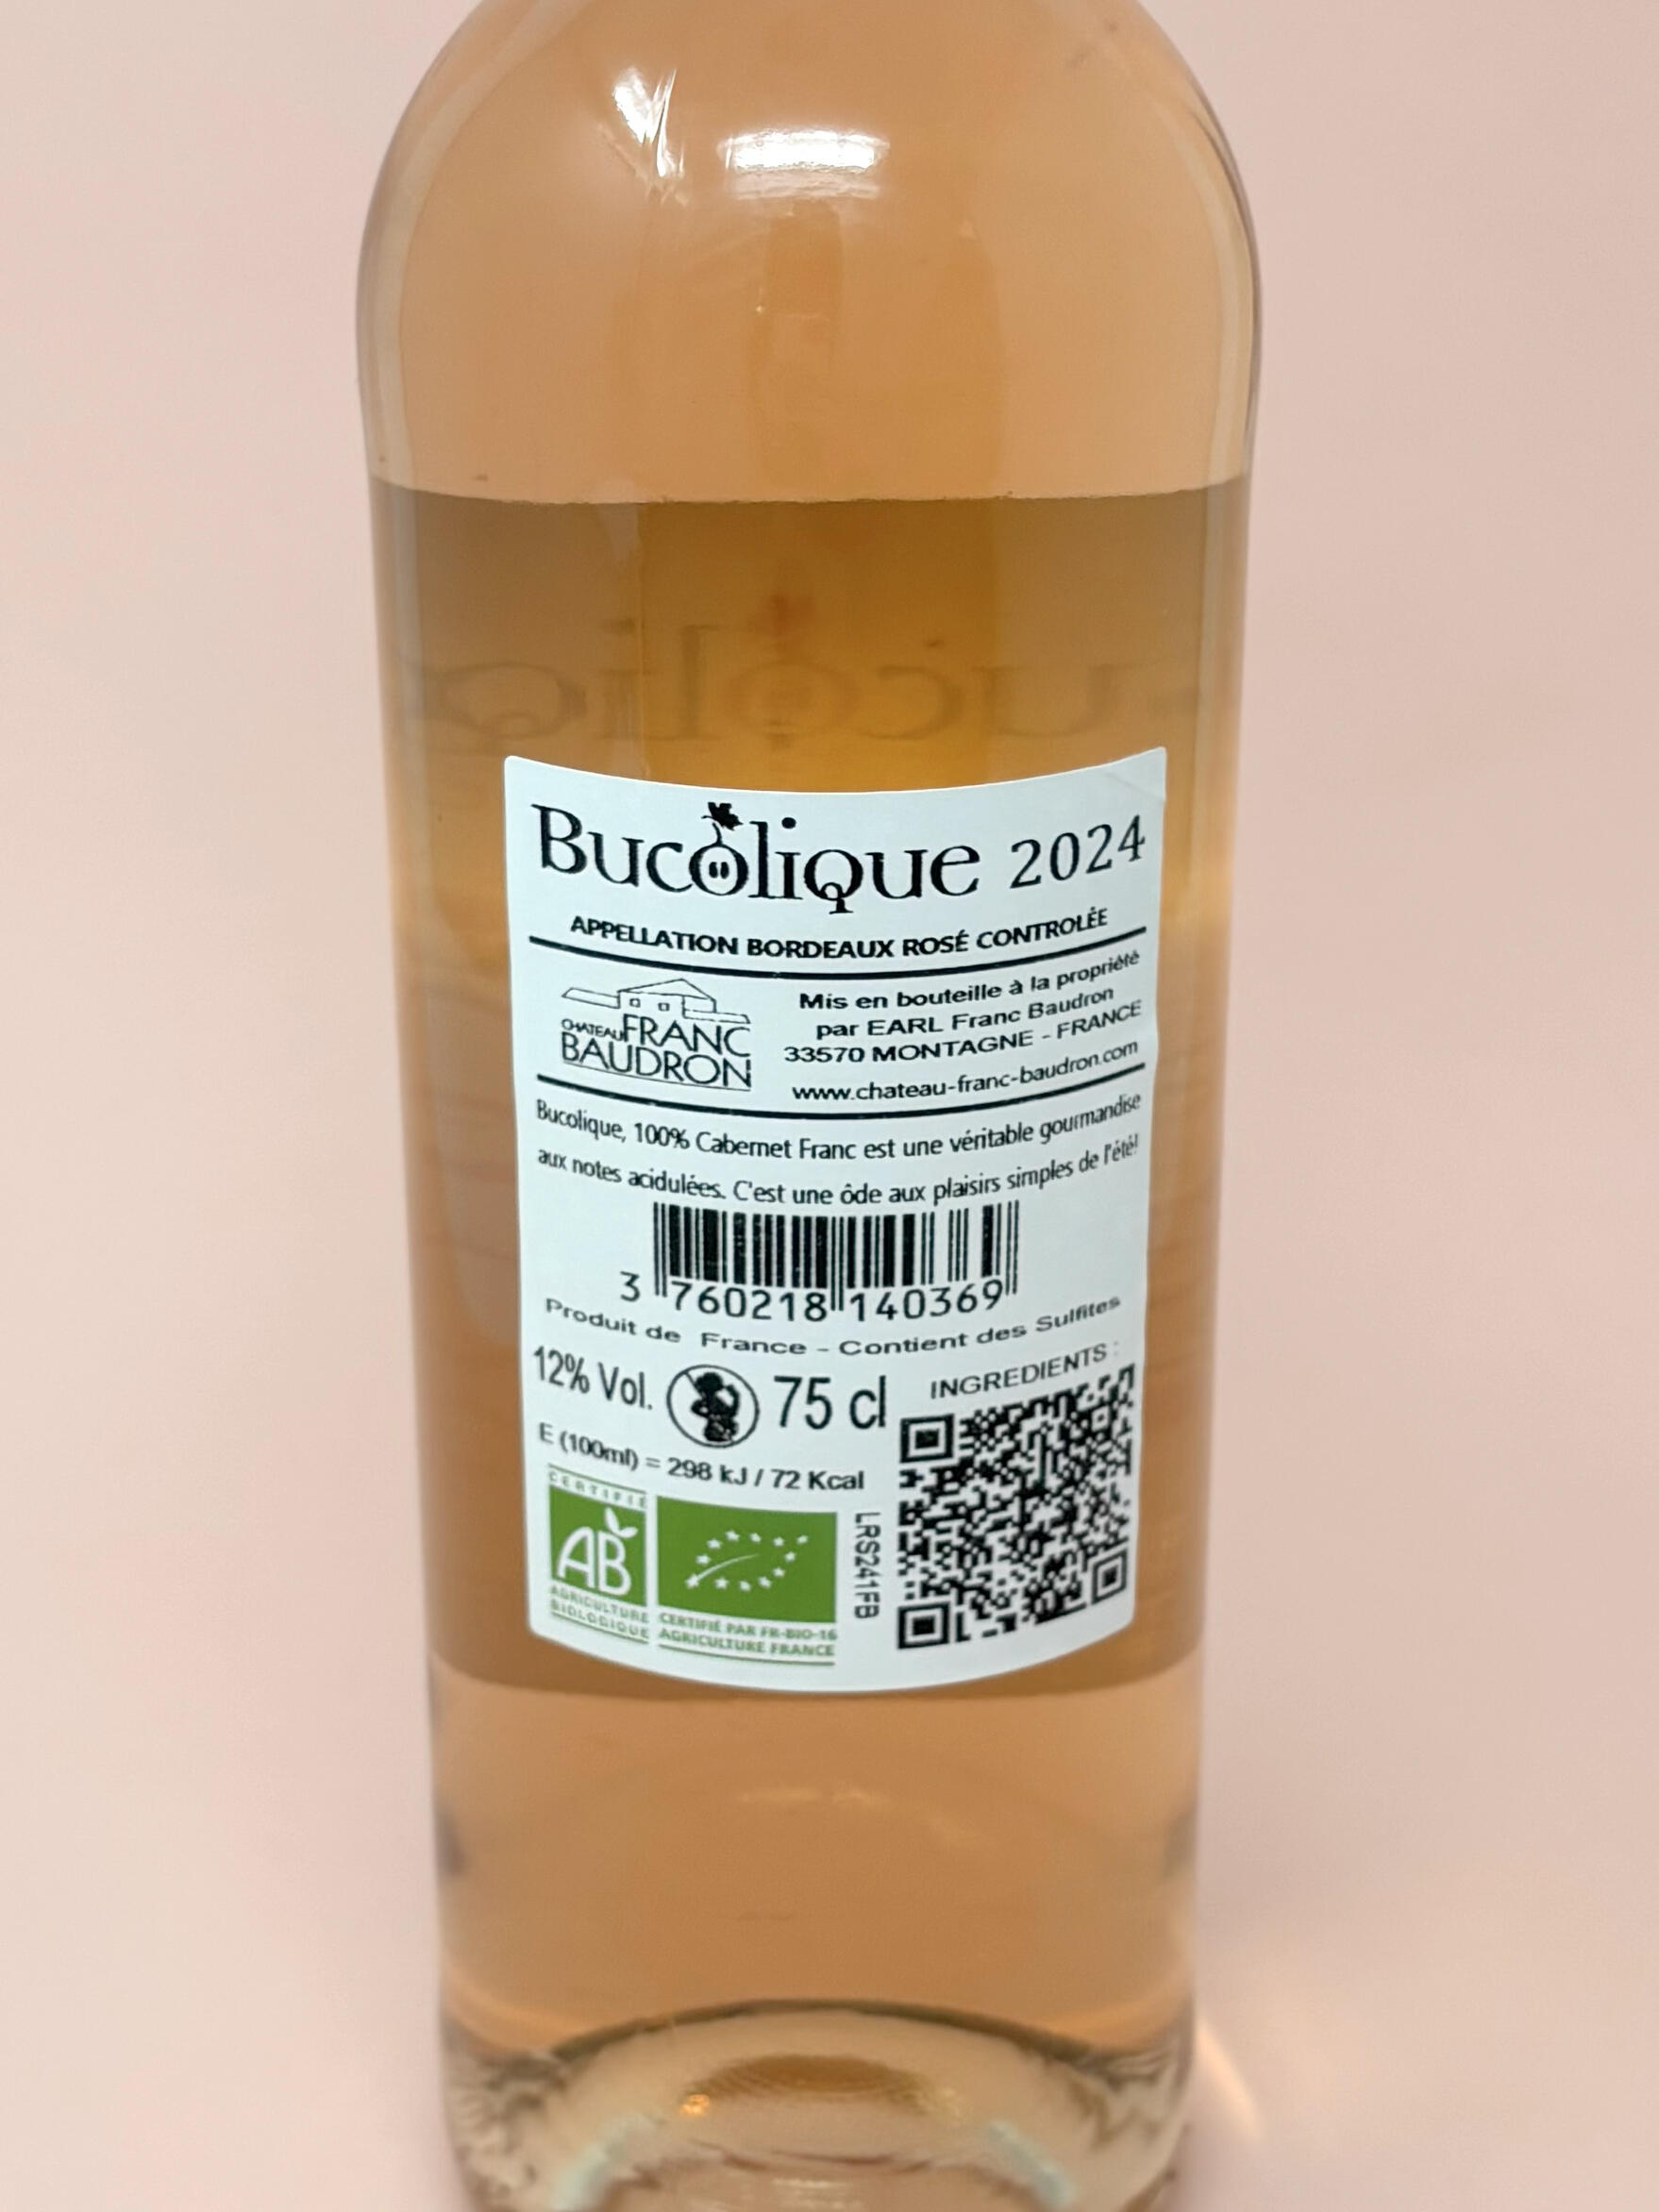 Bucolique 2024
APPELLATION BORDEAUX ROSÉ CONTROLÉE
CHATEAU FRANC
BAUDRON
Mis en bouteille à la propriété
par EARL Franc Baudron
33570 MONTAGNE - FRANCE
www.chateau-franc-baudron.com
Bucolique, 100% Cabernet Franc est une véritable gourmandise
aux notes acidulées. C'est une ôde aux plaisirs simples de l'été!
3 760218 140369
Produit de France - Contient des Sulfites
12% Vol.
75 cl
INGREDIENTS :
E (100ml) = 298 kJ / 72 Kcal
CERTIFIÉ
AB
AGRICULTURE
BIOLOGIQUE
CERTIFIÉ PAR FR-BIO-16
AGRICULTURE FRANCE
LRS241FB